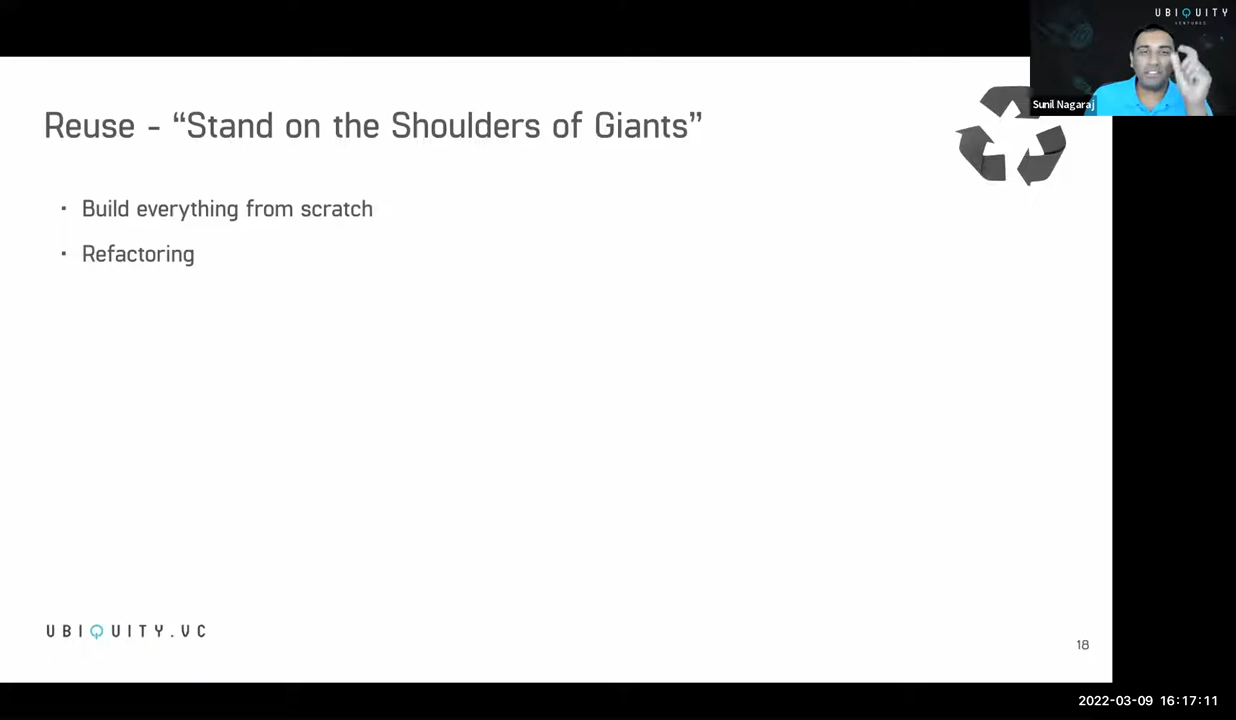 UBIQUITY
VENTURES
Sunil Nagaraj
Reuse - “Stand on the Shoulders of Giants”
· Build everything from scratch
· Refactoring
UBIQUITY.VC
18
2022-03-09 16:17:11